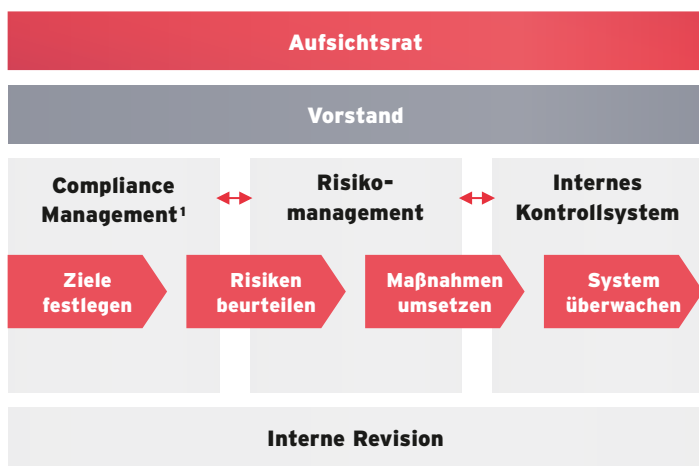 Aufsichtsrat
Vorstand
Compliance
Management¹
Risiko-
management
Internes
Kontrollsystem
Ziele
festlegen
Risiken
beurteilen
Maßnahmen
umsetzen
System
überwachen
Interne Revision